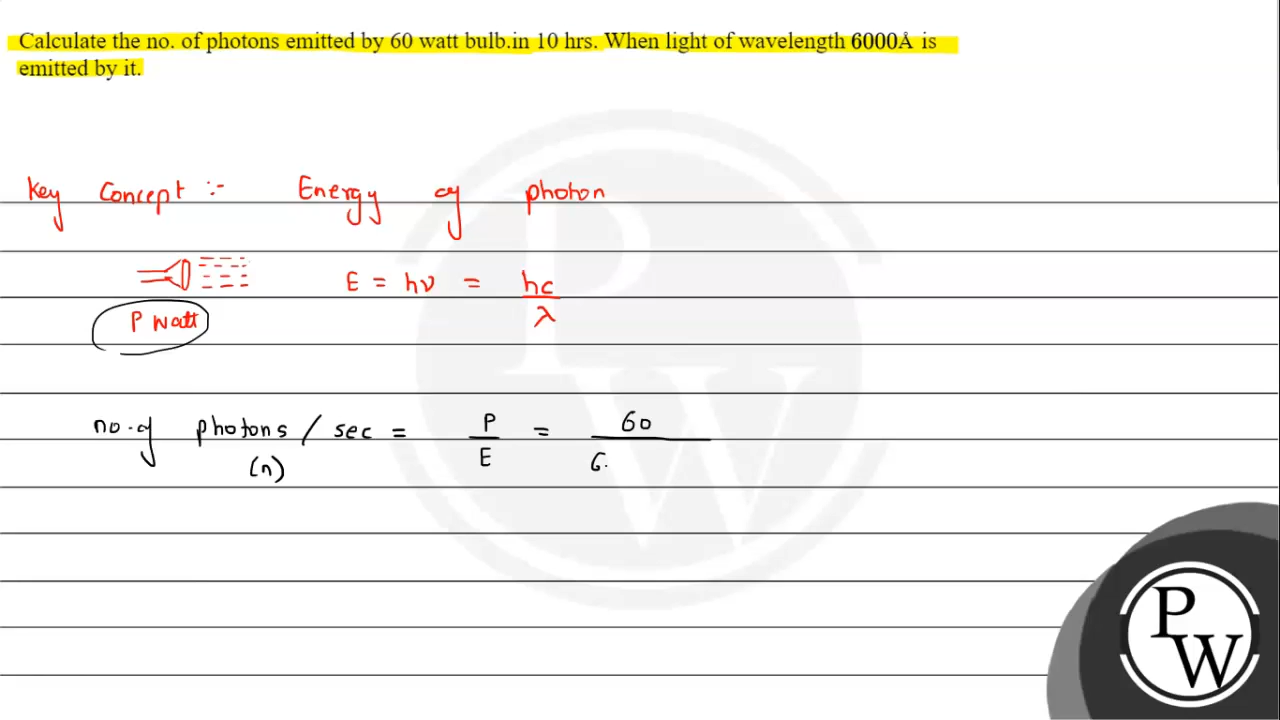 Calculate the no. of photons emitted by 60 watt bulb.in 10 hrs. When light of wavelength 6000Å is
emitted by it.
Key Concept :- Energy of photon
E = hν = hc/λ
P Watt
no. of photons / sec = P/E = 60/6.
(n)
PW
PW